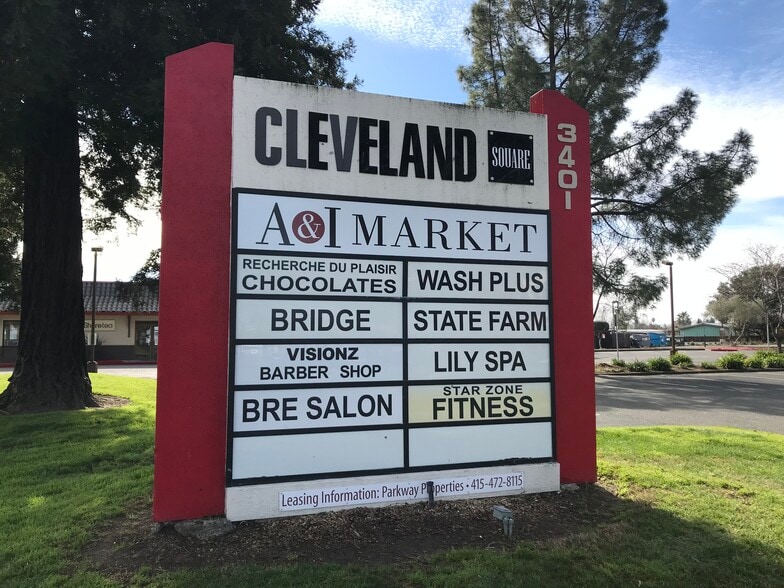 CLEVELAND SQUARE
3401
A&I MARKET
RECHERCHE DU PLAISIR
CHOCOLATES
WASH PLUS
BRIDGE
STATE FARM
VISIONZ
BARBER SHOP
LILY SPA
BRE SALON
STAR ZONE
FITNESS
Leasing Information: Parkway Properties • 415-472-8115